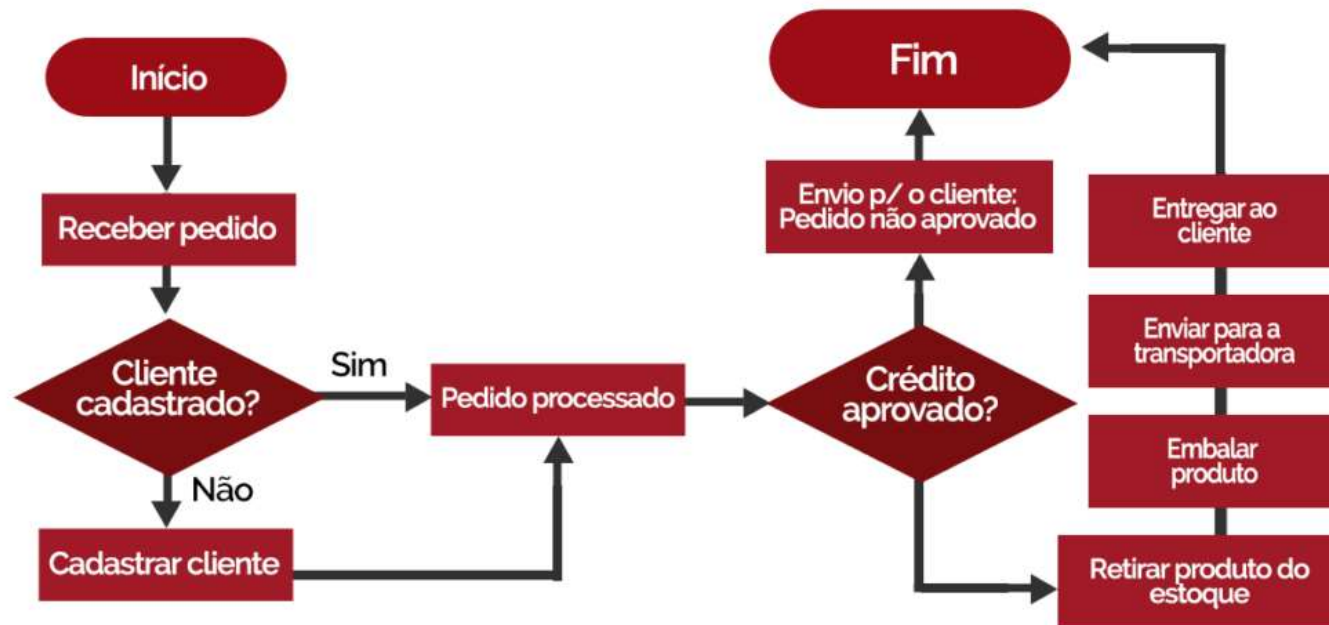 Início
Receber pedido
Cliente
cadastrado?
Sim
Não
Cadastrar cliente
Pedido processado
Crédito
aprovado?
Envio p/ o cliente:
Pedido não aprovado
Fim
Retirar produto do
estoque
Embalar
produto
Enviar para a
transportadora
Entregar ao
cliente